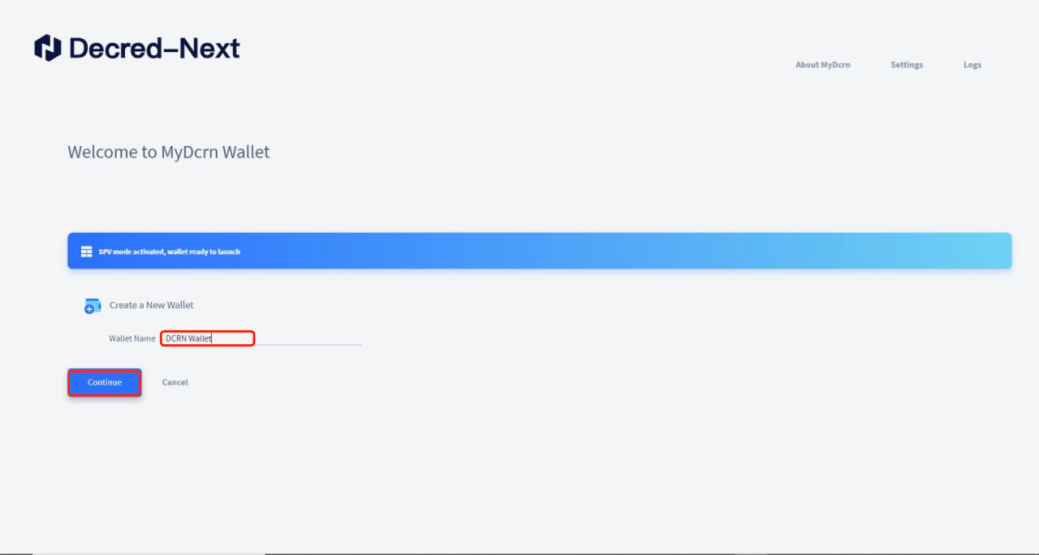 Decred-Next
About MyDcrn Settings Logs
Welcome to MyDcrn Wallet
SPV mode activated, wallet ready to launch
Create a New Wallet
Wallet Name DCRN Wallet
Continue Cancel